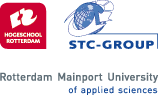 HOGESCHOOL
ROTTERDAM
STC-GROUP
Rotterdam Mainport University
of applied sciences